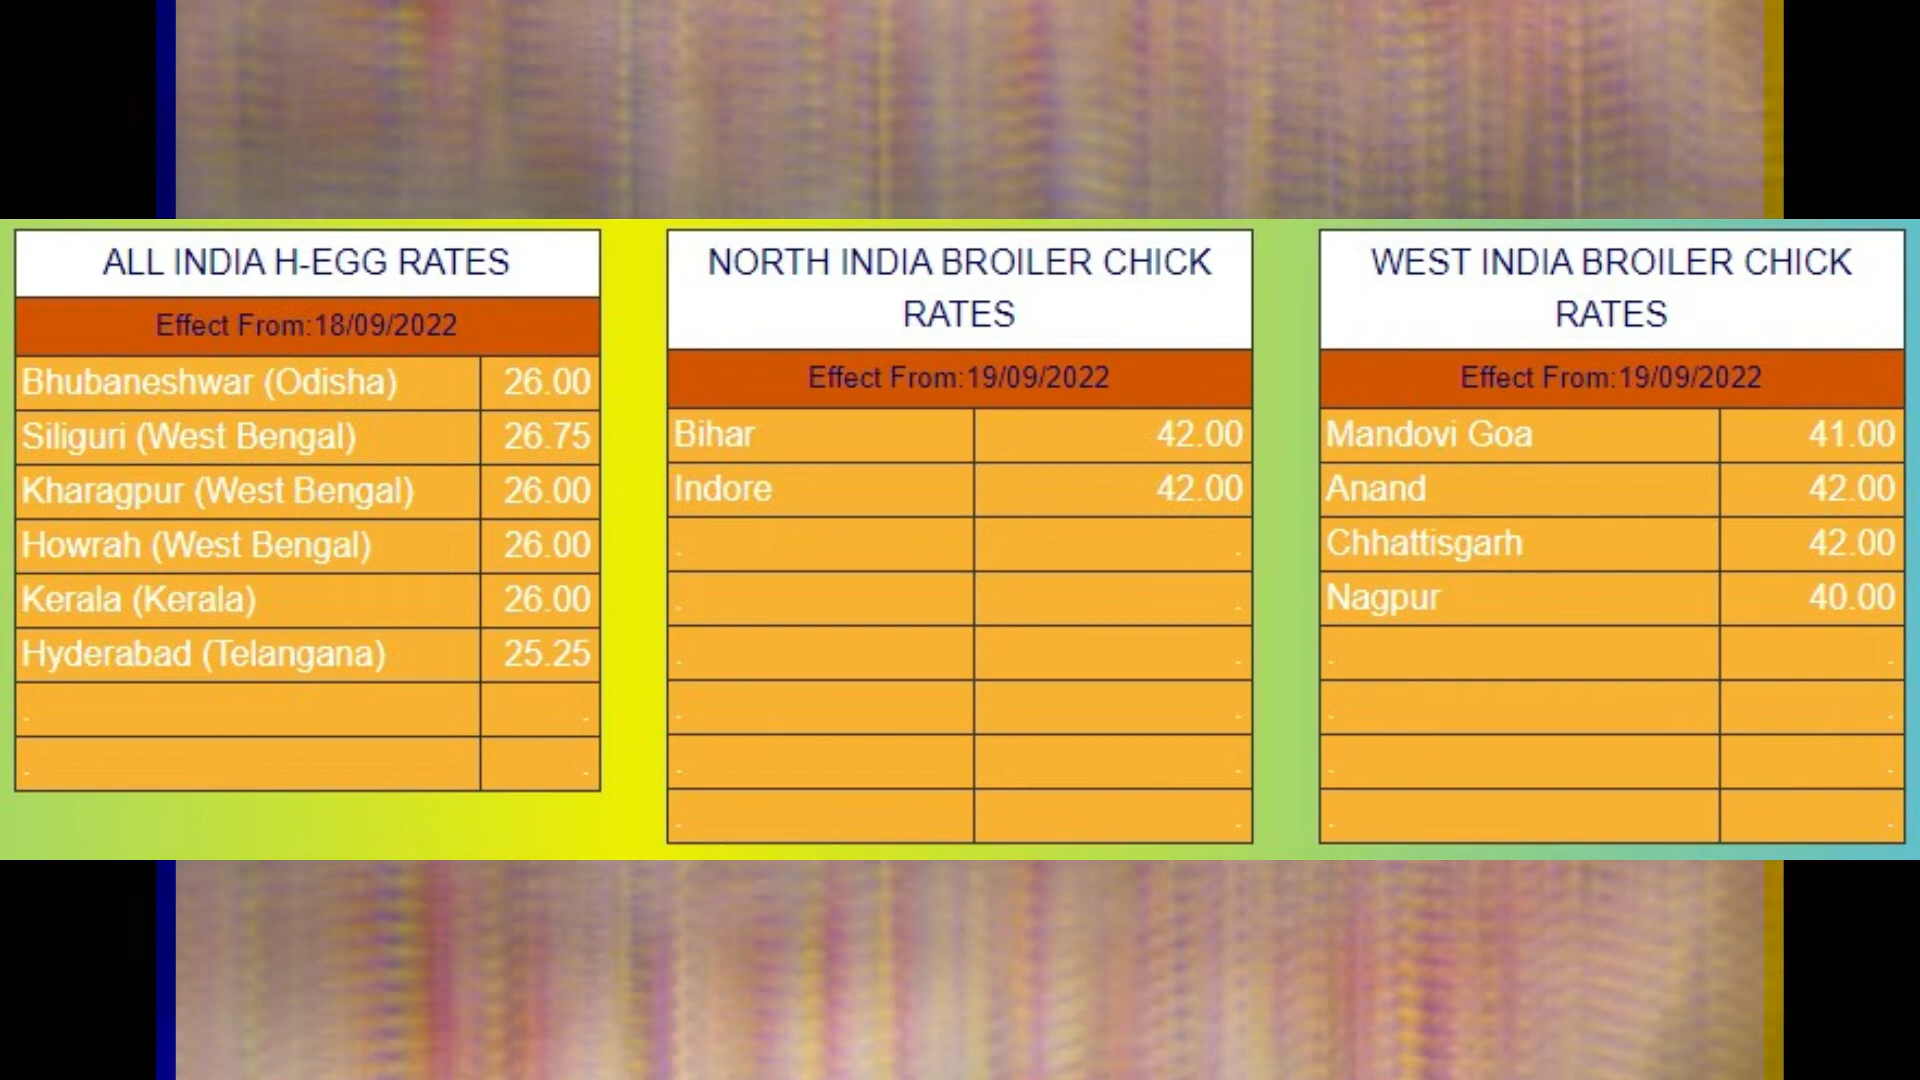 ALL INDIA H-EGG RATES
Effect From:18/09/2022
Bhubaneshwar (Odisha) 26.00
Siliguri (West Bengal) 26.75
Kharagpur (West Bengal) 26.00
Howrah (West Bengal) 26.00
Kerala (Kerala) 26.00
Hyderabad (Telangana) 25.25
. .
. .
NORTH INDIA BROILER CHICK
RATES
Effect From:19/09/2022
Bihar 42.00
Indore 42.00
. .
. .
. .
. .
. .
. .
WEST INDIA BROILER CHICK
RATES
Effect From:19/09/2022
Mandovi Goa 41.00
Anand 42.00
Chhattisgarh 42.00
Nagpur 40.00
. .
. .
. .
. .